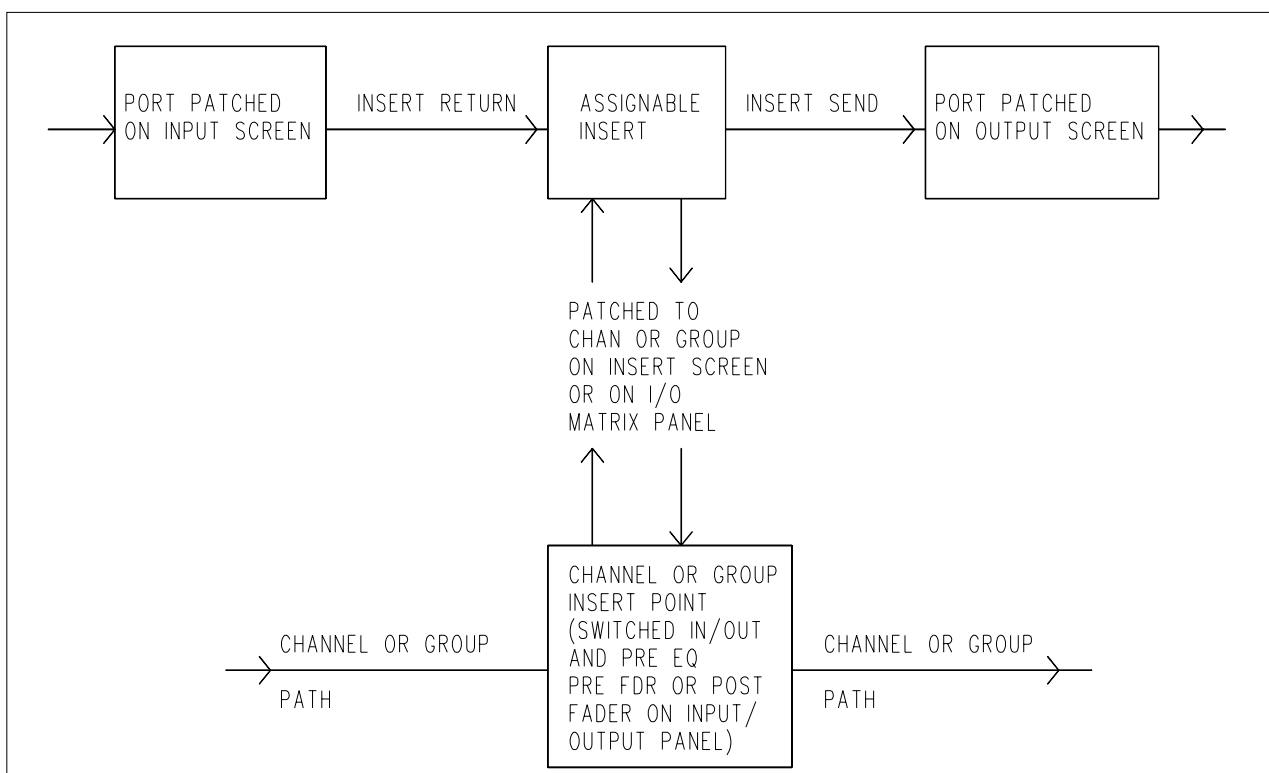 PORT PATCHED
ON INPUT SCREEN
INSERT RETURN
ASSIGNABLE
INSERT
INSERT SEND
PORT PATCHED
ON OUTPUT SCREEN
PATCHED TO
CHAN OR GROUP
ON INSERT SCREEN
OR ON I/O
MATRIX PANEL
CHANNEL OR GROUP
PATH
CHANNEL OR GROUP
INSERT POINT
(SWITCHED IN/OUT
AND PRE EQ
PRE FDR OR POST
FADER ON INPUT/
OUTPUT PANEL)
CHANNEL OR GROUP
PATH